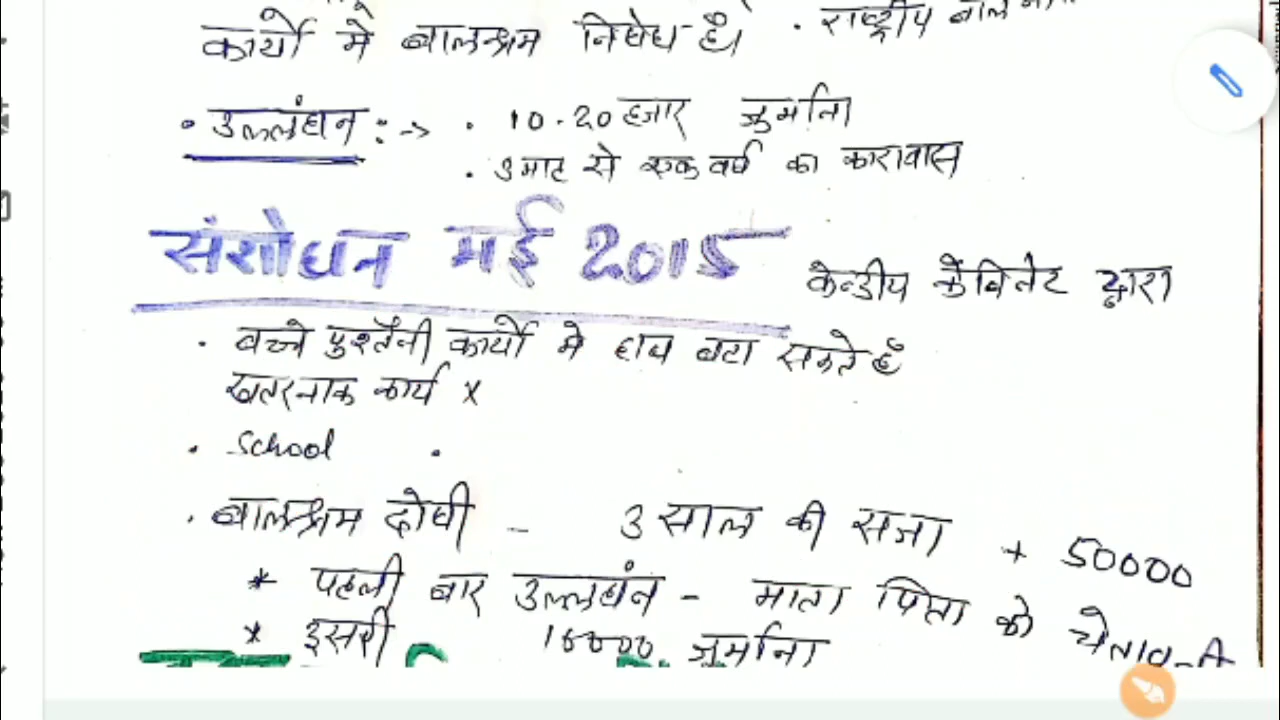 कार्यो मे बालश्रम निषेध है। . राष्ट्रीय बाल
. उल्लंघन :-> . 10-20 हजार जुर्माना
. 3 माह से एक वर्ष का कारावास
संशोधन मई 2015 केन्द्रीय केबिनेट द्वारा
. बच्चे पुश्तैनी कार्यो मे हाथ बटा सकते है
खतरनाक कार्य x
. School .
. बालश्रम दोषी - 3 साल की सजा + 50000
* पहली बार उल्लघंन - माता पिता को चेतावनी
* दुसरी 10000 जुर्माना